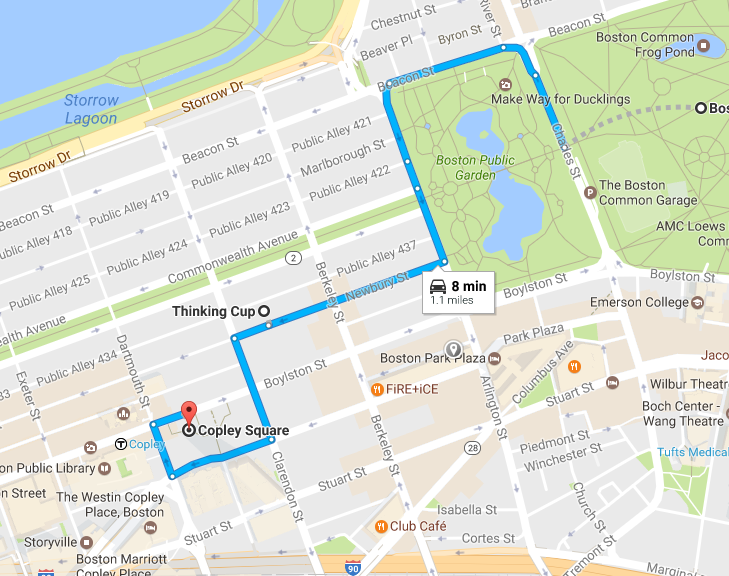 Chestnut St
River St
Bran
Byron St
Beaver Pl
Beacon St
Boston Common
Frog Pond
Storrow Dr
Storrow
Lagoon
Make Way for Ducklings
Bos
Public Alley 421
Beacon St
Marlborough St
Charles St
Public Alley 420
Storrow Dr
Public Alley 422
Boston Public
Garden
Public Alley 419
The Boston
Common Garage
Beacon St
Public Alley 423
Public Alley 418
Public Alley 424
AMC Loews
Comm
Commonwealth Avenue
Public Alley 437
2
Public Alley 425
Berkeley St
Boylston St
8 min
1.1 miles
Newbury St
Boylston St
Emerson College
Thinking Cup
wealth Avenue
Park Plaza
Dartmouth St
Public Alley 434
Boston Park Plaza
Columbus Ave
Jaco
Exeter St
Boylston St
Arlington St
Stuart St
Wilbur Theatre
FiRE+iCE
33
Boch Center -
Wang Theatre
Copley Square
Berkeley St
Copley
T
Piedmont St
28
Winchester St
Tufts Medical
on Public Library
Clarendon St
Stuart St
on Street
The Westin Copley
Place, Boston
Church St
Isabella St
Stuart St
Club Café
Cortes St
Storyville
Tremont St
Boston Marriott
Copley Place
90
Marginal